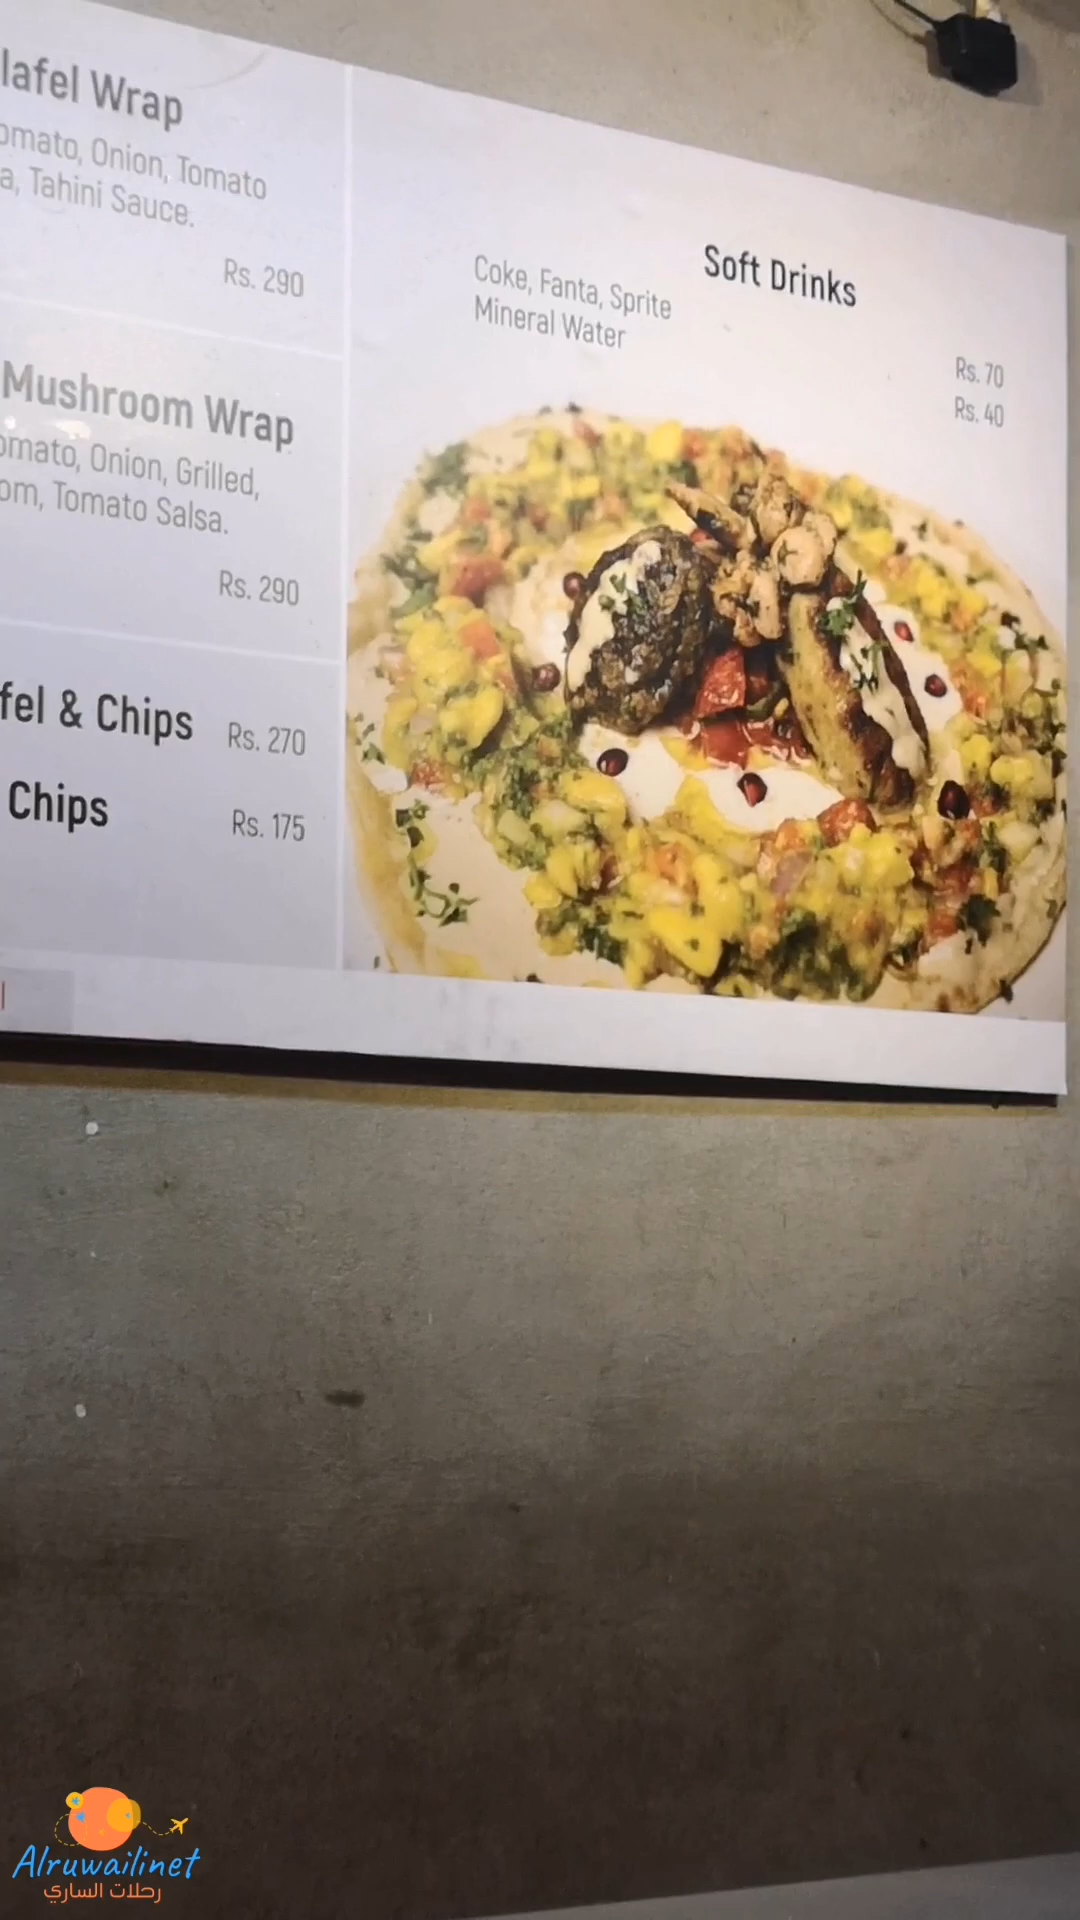 lafel Wrap
omato, Onion, Tomato
a, Tahini Sauce.
Rs. 290
Mushroom Wrap
omato, Onion, Grilled,
om, Tomato Salsa.
Rs. 290
fel & Chips Rs. 270
Chips Rs. 175
Soft Drinks
Coke, Fanta, Sprite
Mineral Water
Rs. 70
Rs. 40
Alruwailinet
رحلات الساري